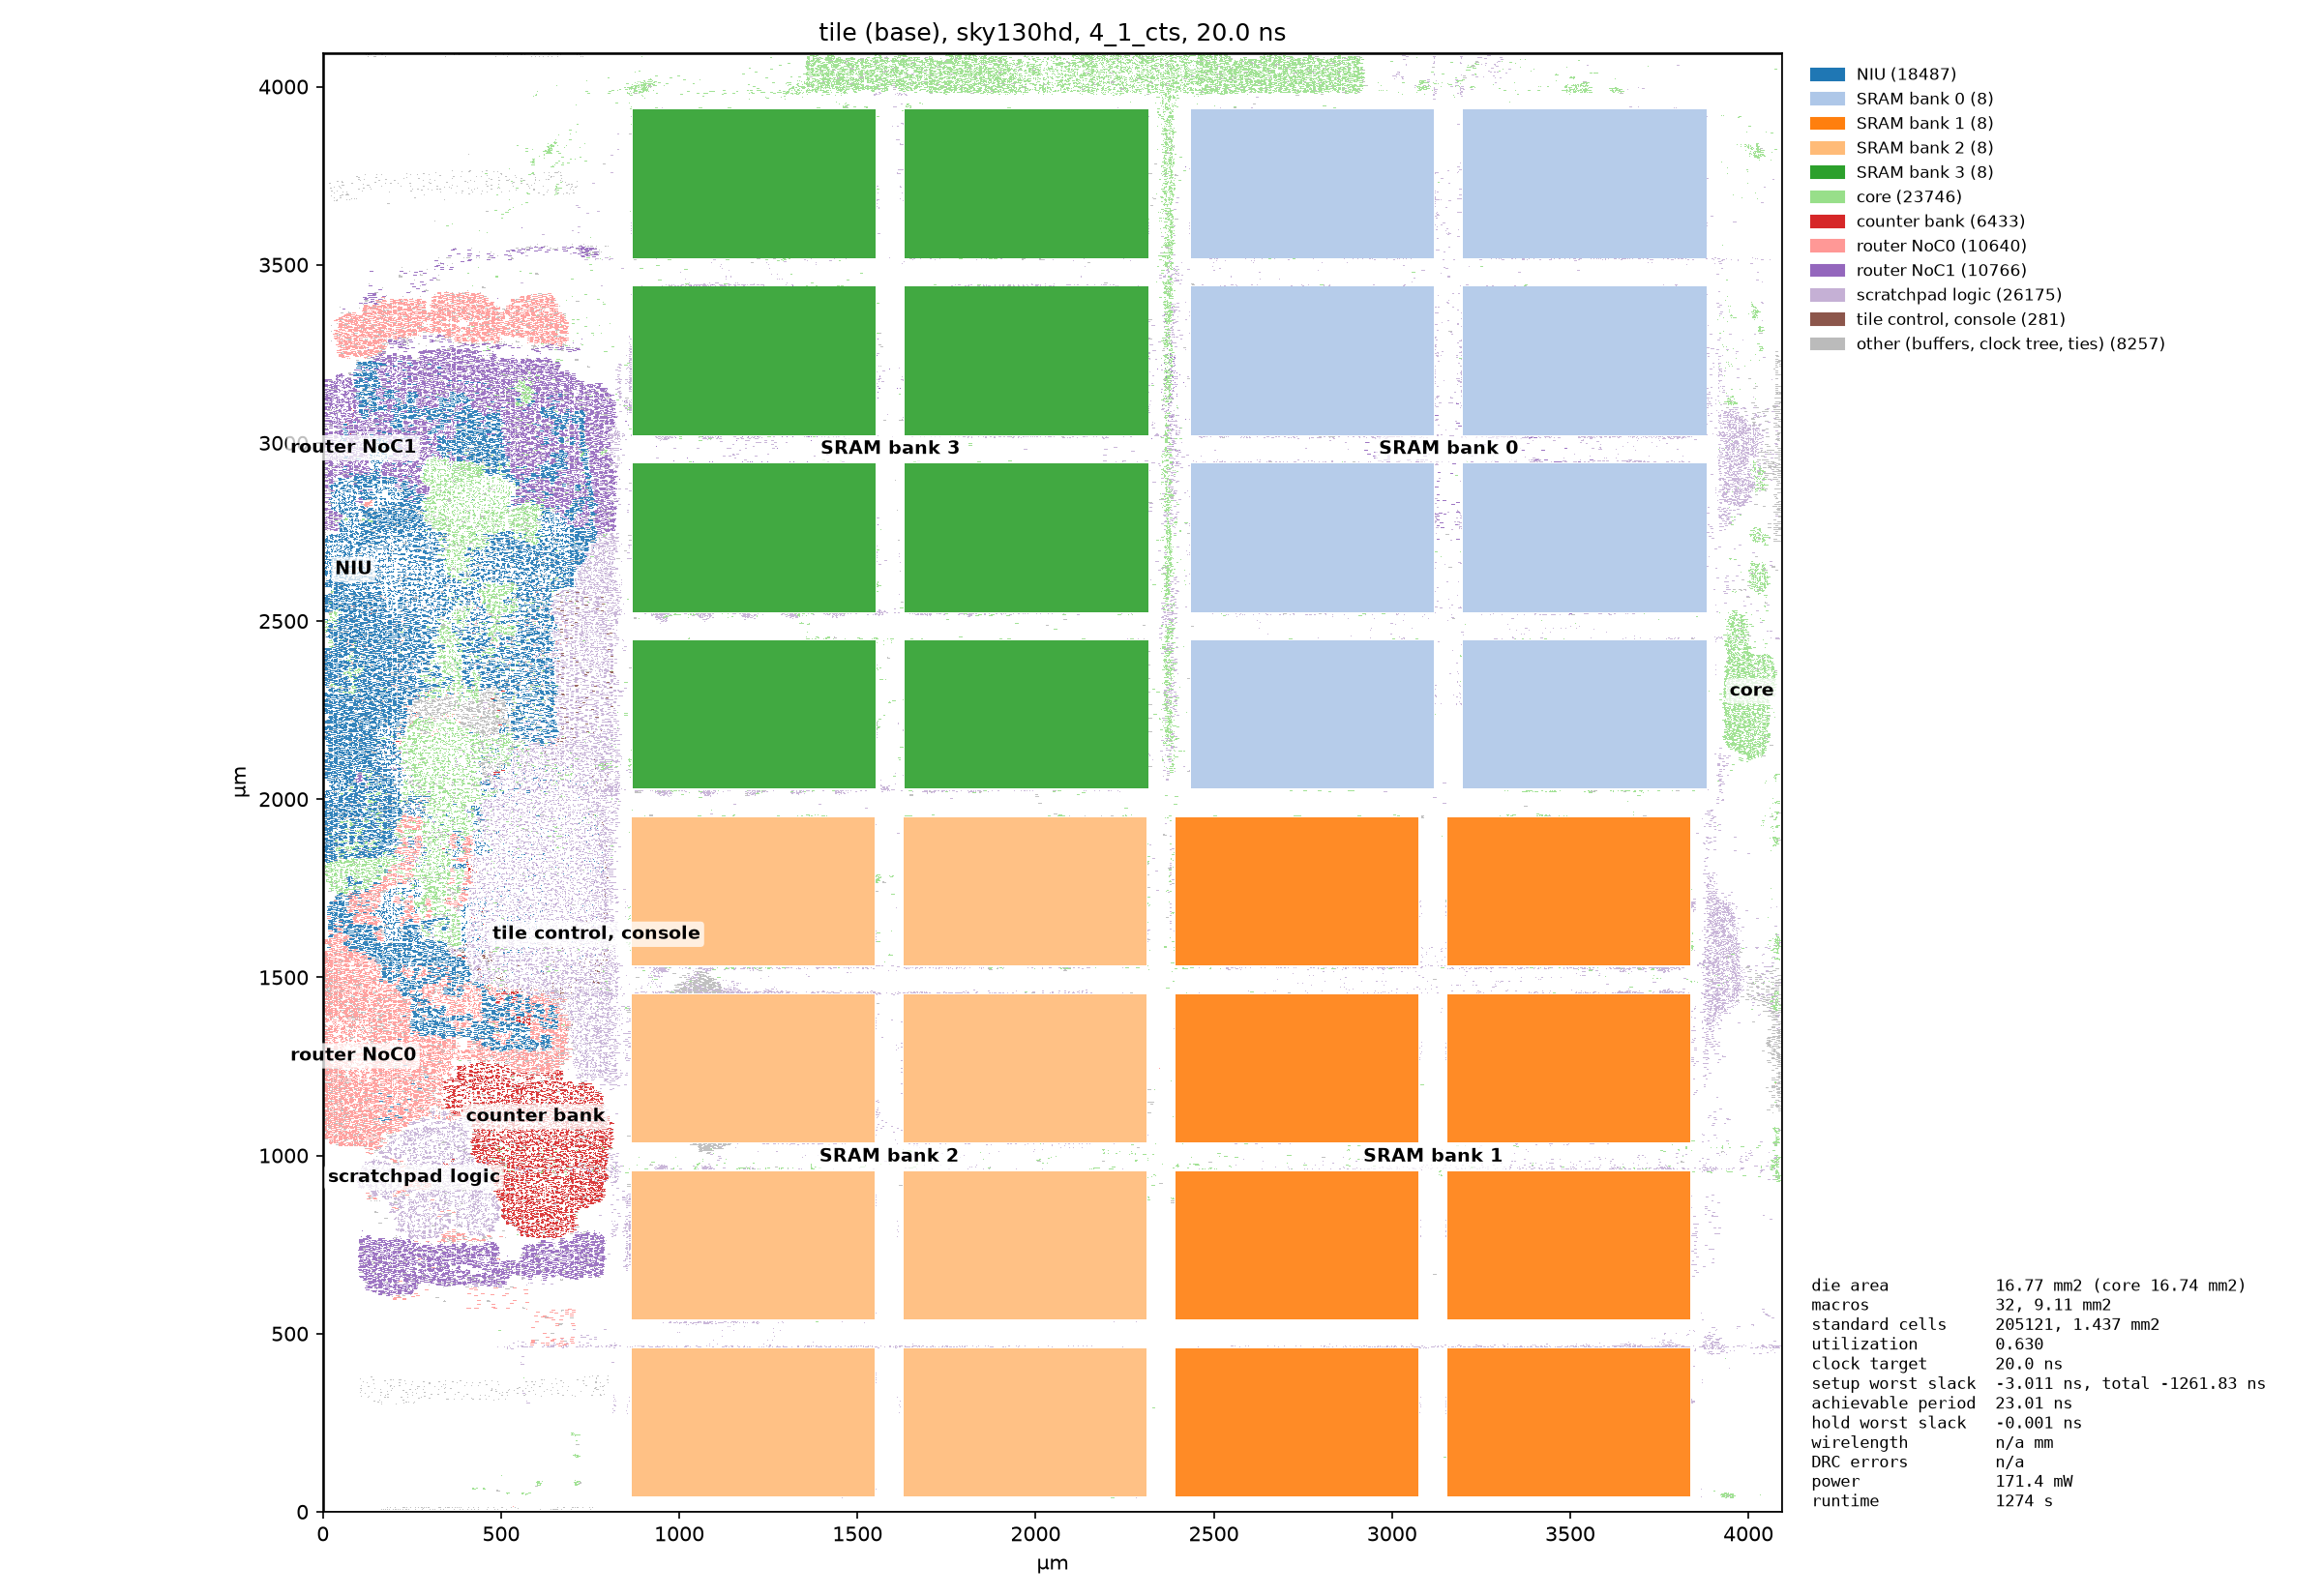 tile (base), sky130hd, 4_1_cts, 20.0 ns
NIU (18487)
SRAM bank 0 (8)
SRAM bank 1 (8)
SRAM bank 2 (8)
SRAM bank 3 (8)
core (23746)
counter bank (6433)
router NoC0 (10640)
router NoC1 (10766)
scratchpad logic (26175)
tile control, console (281)
other (buffers, clock tree, ties) (8257)
4000
3500
3000
2500
2000
1500
1000
500
0
µm
router NoC1
SRAM bank 3
SRAM bank 0
NIU
core
tile control, console
router NoC0
counter bank
SRAM bank 2
SRAM bank 1
scratchpad logic
die area 16.77 mm2 (core 16.74 mm2)
macros 32, 9.11 mm2
standard cells 205121, 1.437 mm2
utilization 0.630
clock target 20.0 ns
setup worst slack -3.011 ns, total -1261.83 ns
achievable period 23.01 ns
hold worst slack -0.001 ns
wirelength n/a mm
DRC errors n/a
power 171.4 mW
runtime 1274 s
0 500 1000 1500 2000 2500 3000 3500 4000
µm